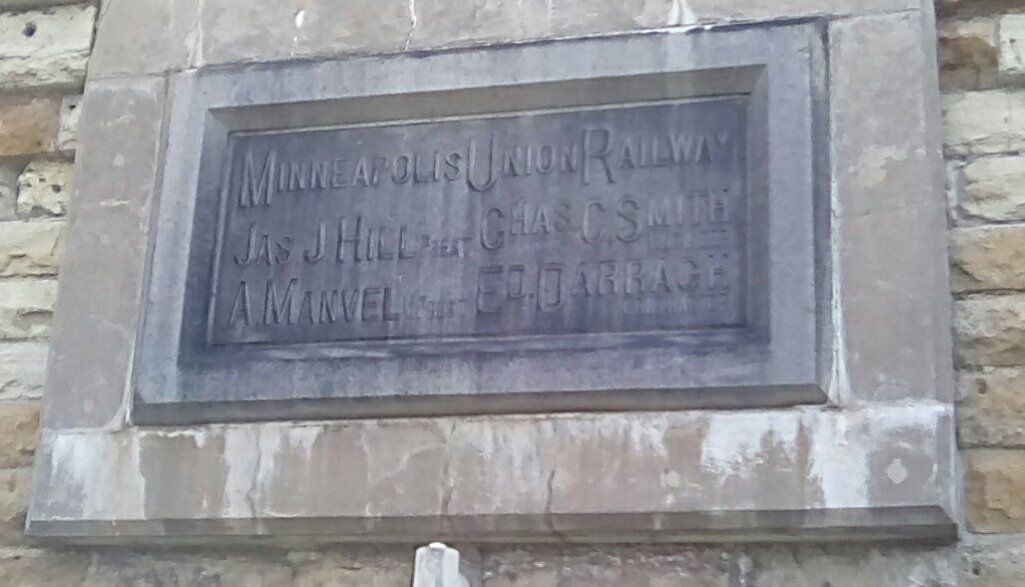 MINNEAPOLIS UNION RAILWAY
JAS J HILL PREST CHAS C. SMITH
A. MANVEL ED. DARRAGH